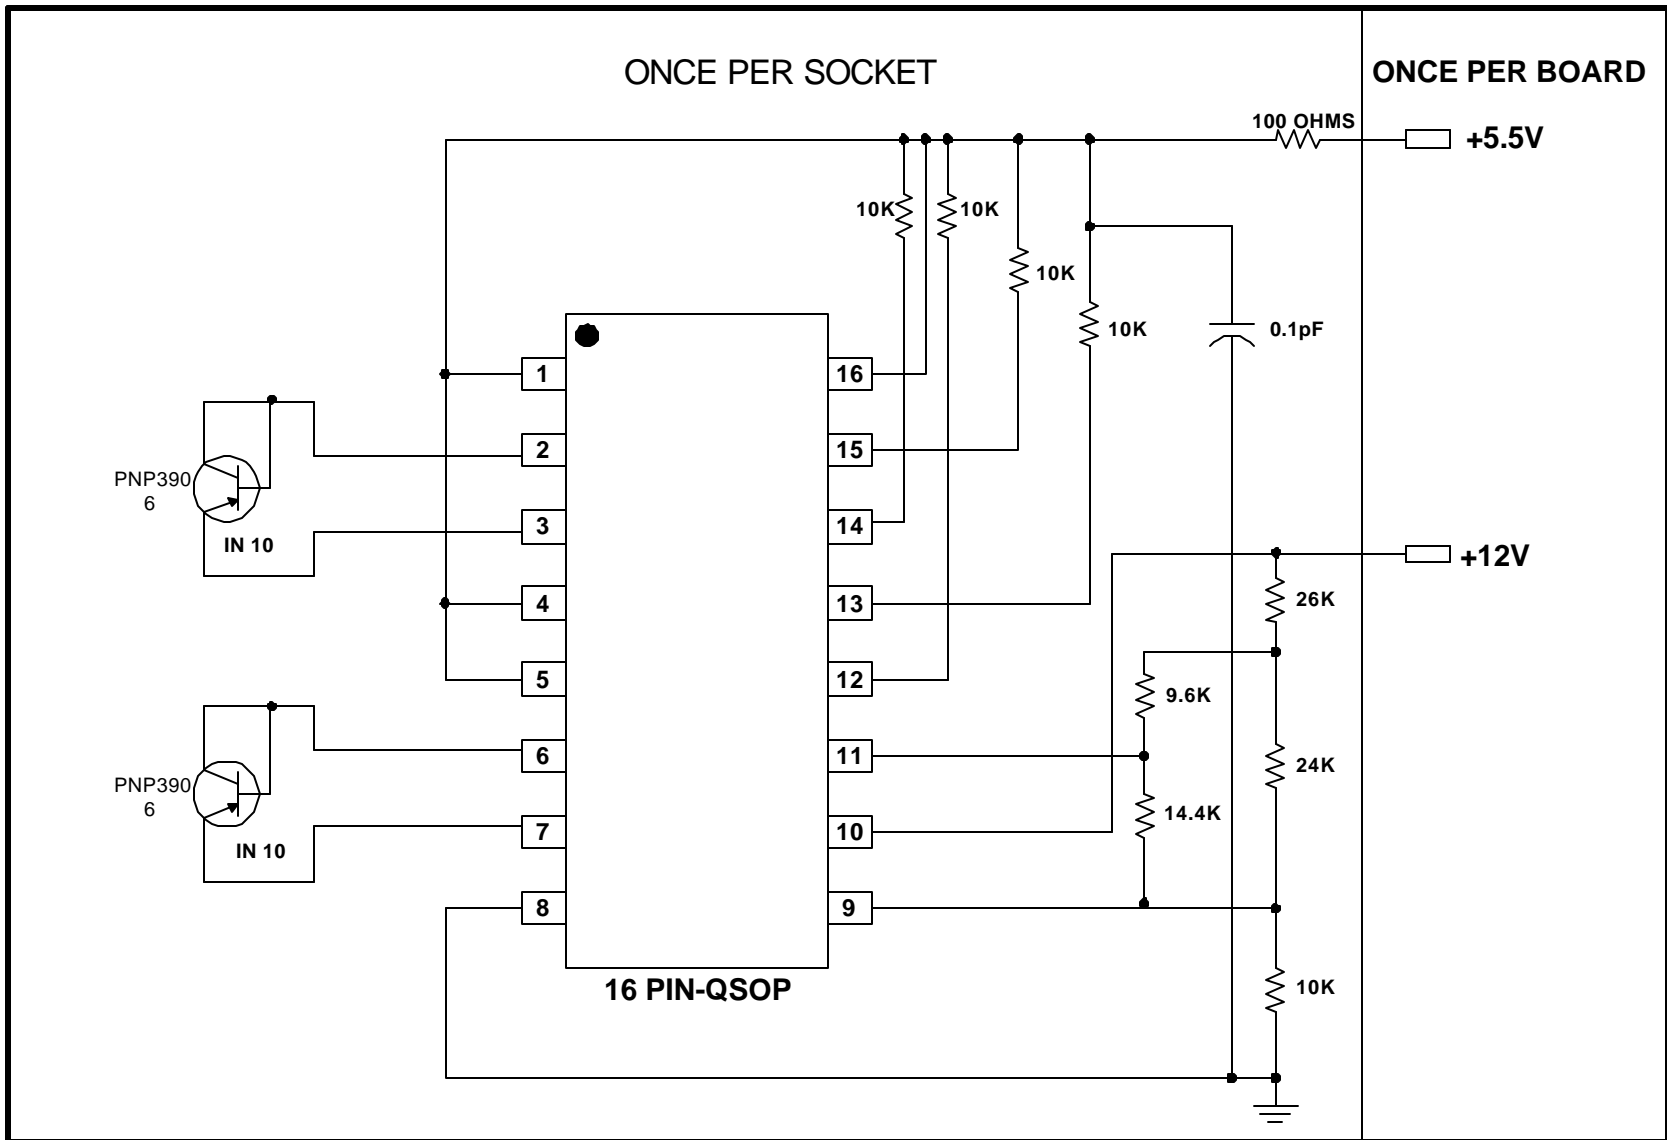 ONCE PER SOCKET
ONCE PER BOARD
100 OHMS
+5.5V
10K
10K
10K
10K
0.1pF
1
16
2
15
PNP390
6
3
14
IN 10
+12V
4
13
26K
5
12
9.6K
6
11
24K
PNP390
6
14.4K
7
10
IN 10
8
9
16 PIN-QSOP
10K